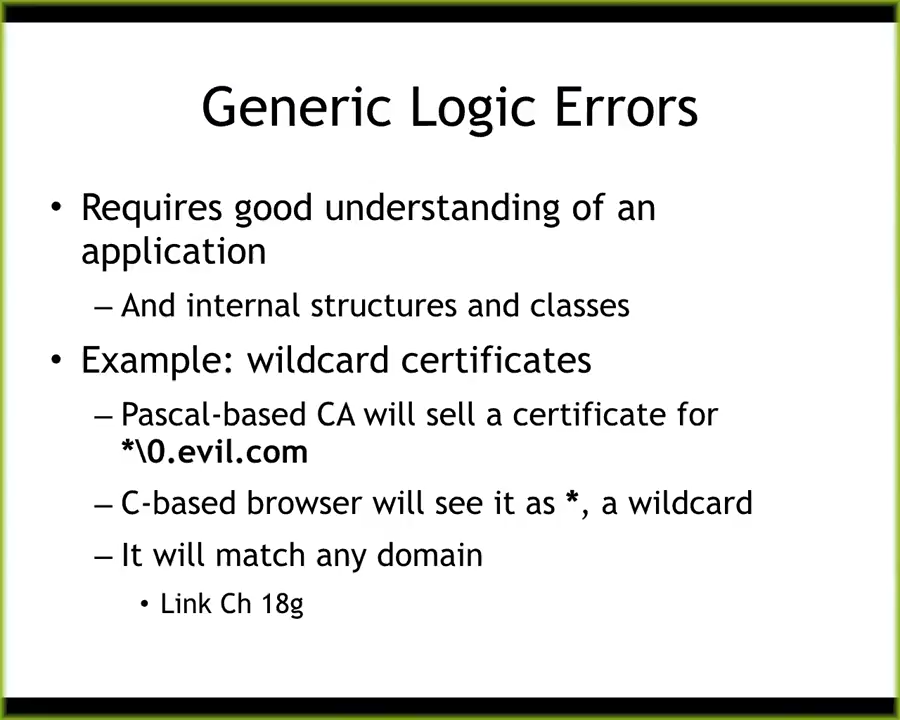 Generic Logic Errors
• Requires good understanding of an
application
– And internal structures and classes
• Example: wildcard certificates
– Pascal-based CA will sell a certificate for
*\0.evil.com
– C-based browser will see it as *, a wildcard
– It will match any domain
• Link Ch 18g